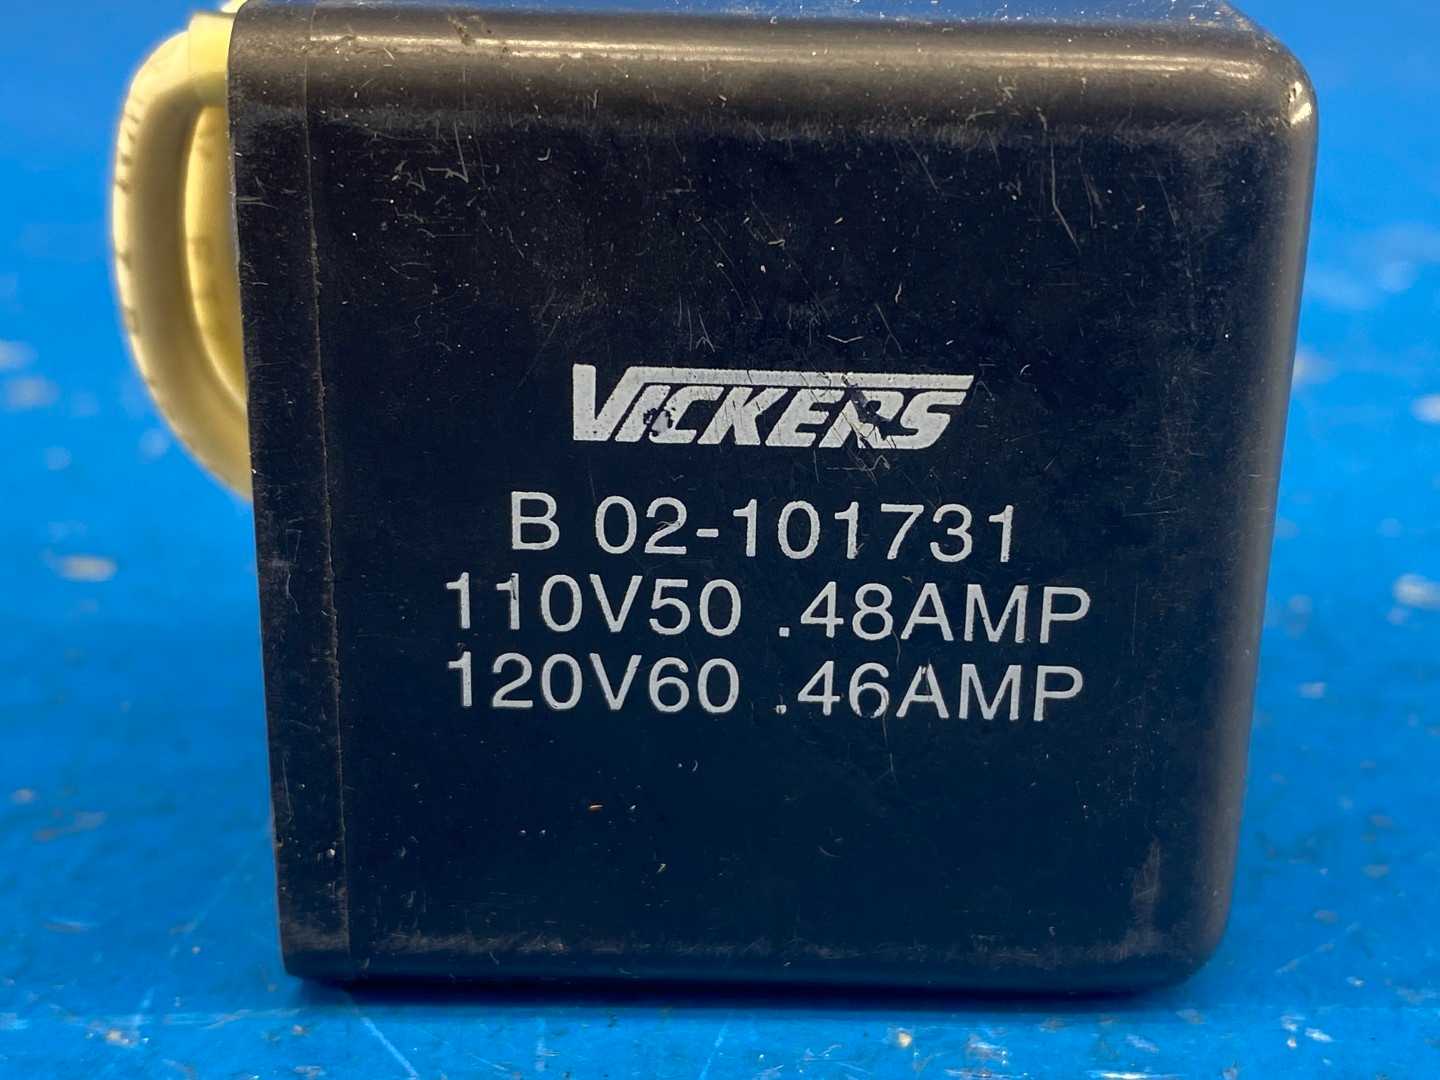 VICKERS
B 02-101731
110V50 .48AMP
120V60 .46AMP